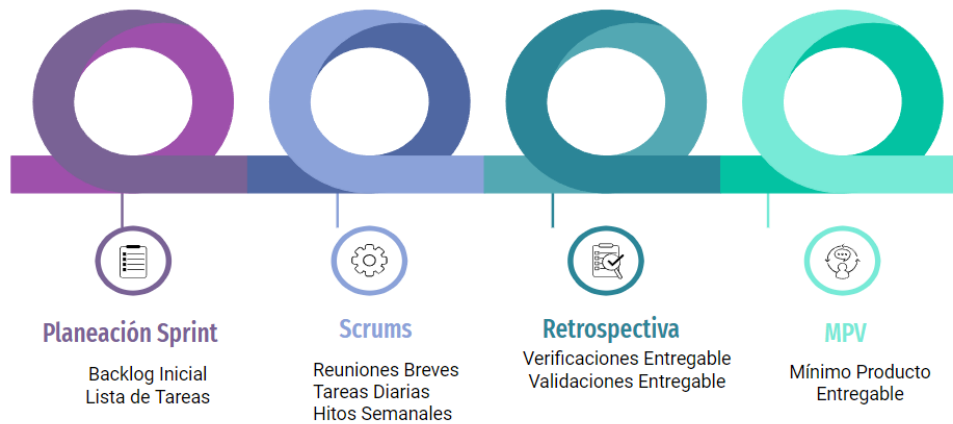 Planeación Sprint
Backlog Inicial
Lista de Tareas
Scrums
Reuniones Breves
Tareas Diarias
Hitos Semanales
Retrospectiva
Verificaciones Entregable
Validaciones Entregable
MPV
Mínimo Producto
Entregable